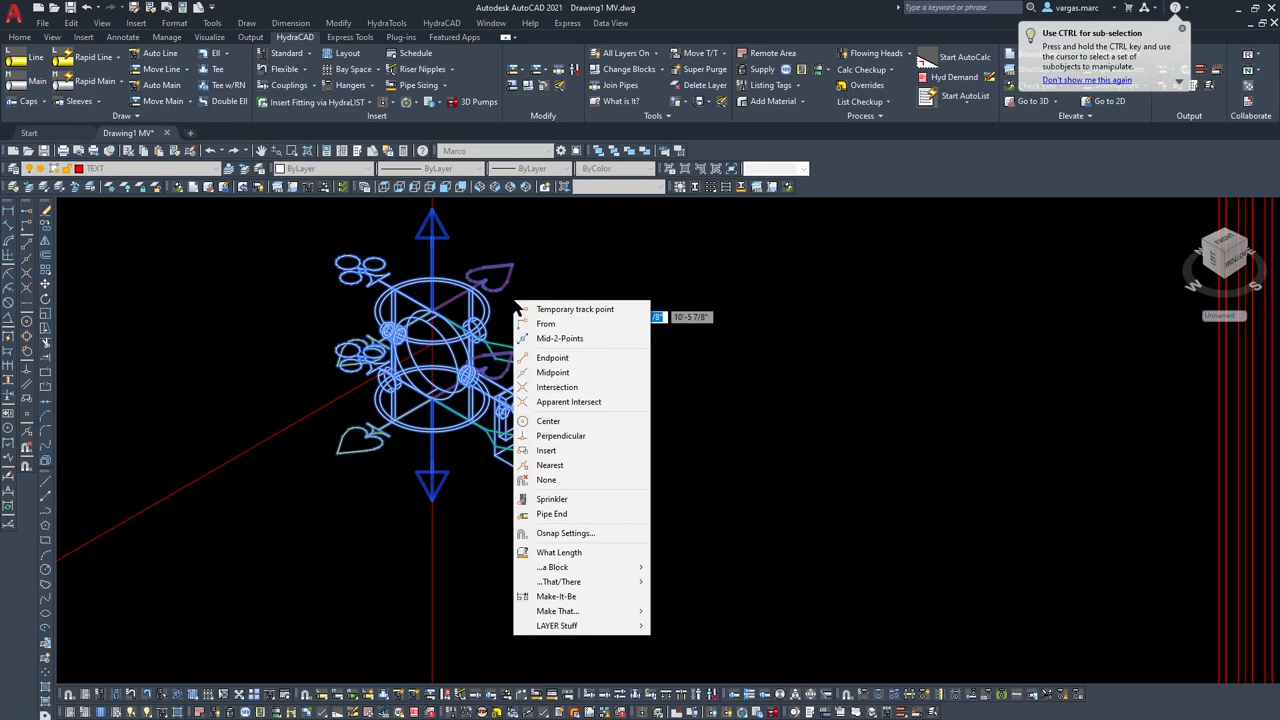 Autodesk AutoCAD 2021 Drawing1 MV.dwg
Type a keyword or phrase
vargas.marc
File Edit View Insert Format Tools Draw Dimension Modify HydraTools HydraCAD Window Help Express Data View
Home Insert Annotate Manage Visualize View Output HydraCAD Express Tools Plug-ins Featured Apps
Line Rapid Line Auto Line Ell Standard Layout Schedule All Layers On Move T/T Remote Area Flowing Heads Start AutoCALC
Main Rapid Main Move Line Tee Flexible Hangers Riser Nipples Change Blocks Super Purge Supply Calc Checkup Hyd Demand
Auto Main Tee w/RN Couplings Pipe Sizing Join Pipes Delete Layer Listing Tags Overrides
Caps Sleeves Move Main Double Ell Insert Fitting via HydraLIST 3D Pumps What is It? Add Material List Checkup Start AutoList Go to 3D Go to 2D
Draw Insert Modify Tools Process Elevate Output Collaborate
Use CTRL for sub-selection
Press and hold the CTRL key and use
the cursor to select a set of
subobjects to manipulate.
Don't show me this again
Start Drawing1 MV*
Marco
TEXT ByLayer ByLayer ByLayer ByColor
FRONT
W S
Unnamed
10'-5 7/8"
Temporary track point
From
Mid-2-Points
Endpoint
Midpoint
Intersection
Apparent Intersect
Center
Perpendicular
Insert
Nearest
None
Sprinkler
Pipe End
Osnap Settings...
What Length
...a Block
...That/There
Make-It-Be
Make That...
LAYER Stuff